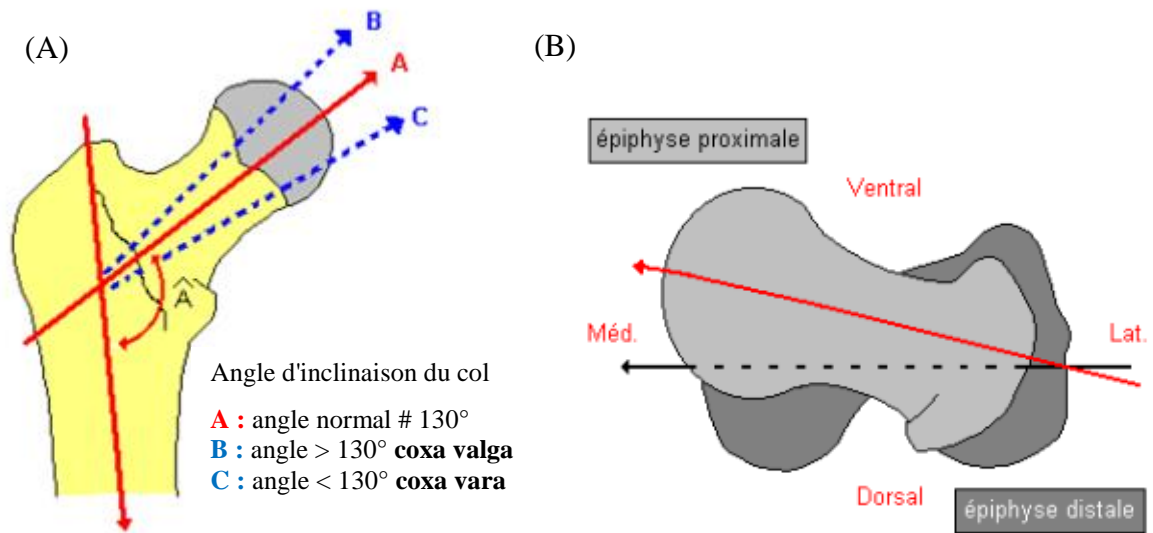 (A)
B
A
C
Â
Angle d'inclinaison du col
A : angle normal # 130°
B : angle > 130° coxa valga
C : angle < 130° coxa vara
(B)
épiphyse proximale
Ventral
Méd.
Lat.
Dorsal
épiphyse distale